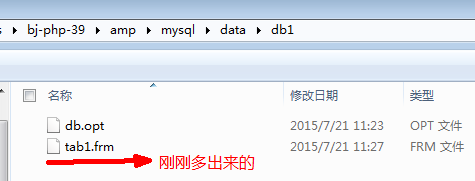 s ▸ bj-php-39 ▸ amp ▸ mysql ▸ data ▸ db1
名称 修改日期 类型
db.opt 2015/7/21 11:23 OPT 文件
tab1.frm 2015/7/21 11:27 FRM 文件
刚刚多出来的